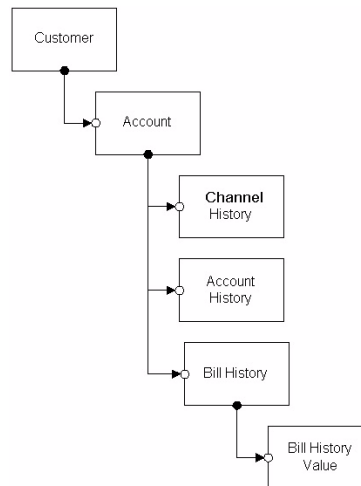 Customer
Account
Channel
History
Account
History
Bill History
Bill History
Value